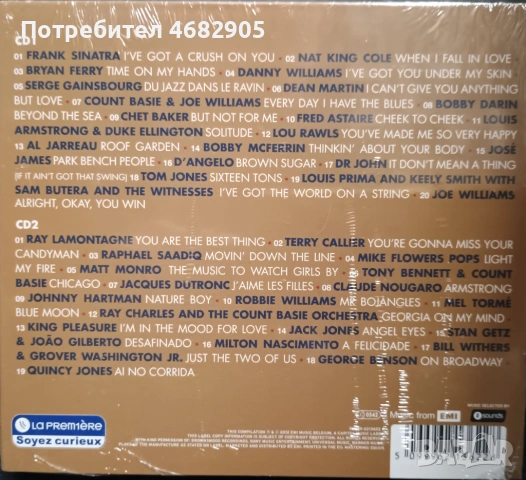 Потребител 4682905
CD1
01 FRANK SINATRA I'VE GOT A CRUSH ON YOU • 02 NAT KING COLE WHEN I FALL IN LOVE •
03 BRYAN FERRY TIME ON MY HANDS • 04 DANNY WILLIAMS I'VE GOT YOU UNDER MY SKIN •
05 SERGE GAINSBOURG DU JAZZ DANS LE RAVIN • 06 DEAN MARTIN I CAN'T GIVE YOU ANYTHING
BUT LOVE • 07 COUNT BASIE & JOE WILLIAMS EVERY DAY I HAVE THE BLUES • 08 BOBBY DARIN
BEYOND THE SEA • 09 CHET BAKER BUT NOT FOR ME • 10 FRED ASTAIRE CHEEK TO CHEEK • 11 LOUIS
ARMSTRONG & DUKE ELLINGTON SOLITUDE • 12 LOU RAWLS YOU'VE MADE ME SO VERY HAPPY
• 13 AL JARREAU ROOF GARDEN • 14 BOBBY MCFERRIN THINKIN' ABOUT YOUR BODY • 15 JOSÉ
JAMES PARK BENCH PEOPLE • 16 D'ANGELO BROWN SUGAR • 17 DR JOHN IT DON'T MEAN A THING
(IF IT AIN'T GOT THAT SWING) • 18 TOM JONES SIXTEEN TONS • 19 LOUIS PRIMA AND KEELY SMITH WITH
SAM BUTERA AND THE WITNESSES I'VE GOT THE WORLD ON A STRING • 20 JOE WILLIAMS
ALRIGHT, OKAY, YOU WIN
CD2
01 RAY LAMONTAGNE YOU ARE THE BEST THING • 02 TERRY CALLIER YOU'RE GONNA MISS YOUR
CANDYMAN • 03 RAPHAEL SAADIQ MOVIN' DOWN THE LINE • 04 MIKE FLOWERS POPS LIGHT
MY FIRE • 05 MATT MONRO THE MUSIC TO WATCH GIRLS BY • 06 TONY BENNETT & COUNT
BASIE CHICAGO • 07 JACQUES DUTRONC J'AIME LES FILLES • 08 CLAUDE NOUGARO ARMSTRONG
• 09 JOHNNY HARTMAN NATURE BOY • 10 ROBBIE WILLIAMS MR BOJANGLES • 11 MEL TORMÉ
BLUE MOON • 12 RAY CHARLES AND THE COUNT BASIE ORCHESTRA GEORGIA ON MY MIND
• 13 KING PLEASURE I'M IN THE MOOD FOR LOVE • 14 JACK JONES ANGEL EYES • 15 STAN GETZ
& JOÃO GILBERTO DESAFINADO • 16 MILTON NASCIMENTO A FELICIDADE • 17 BILL WITHERS
& GROVER WASHINGTON JR. JUST THE TWO OF US • 18 GEORGE BENSON ON BROADWAY •
19 QUINCY JONES AI NO CORRIDA
LA PREMIÈRE
Soyez curieux
Music from EMI
MUSIC SELECTED BY
sounds
BAZAR